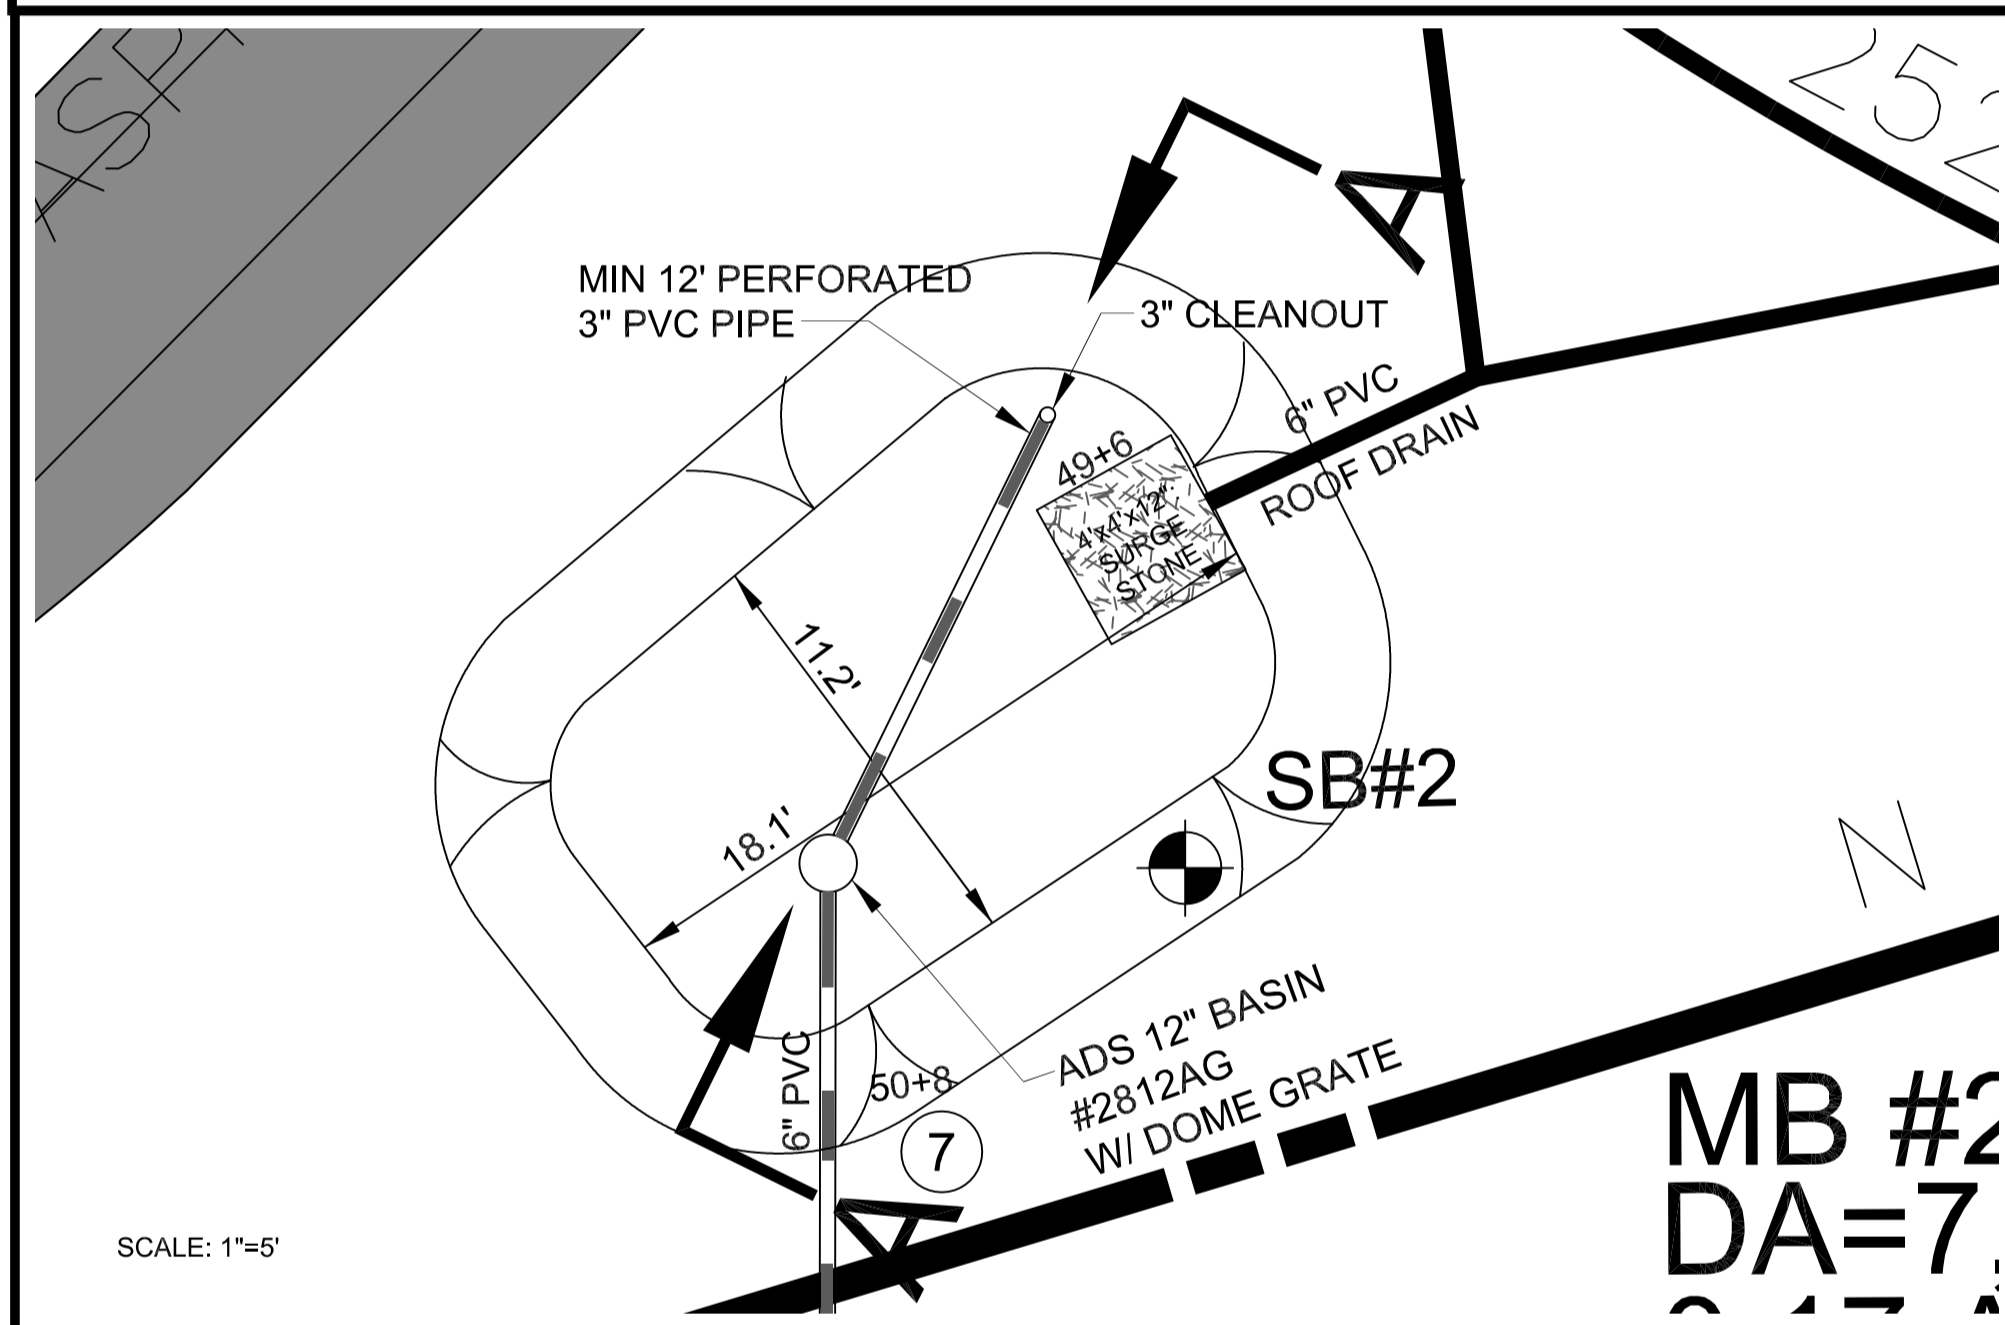 ASP
252
A
MIN 12' PERFORATED
3" PVC PIPE
3" CLEANOUT
6" PVC
ROOF DRAIN
49+6
4'x4'x12"
SURGE
STONE
11.2'
18.1'
SB#2
N
ADS 12" BASIN
#2812AG
W/ DOME GRATE
6" PVC
50+8
7
A
MB #2
DA=7,
SCALE: 1"=5'